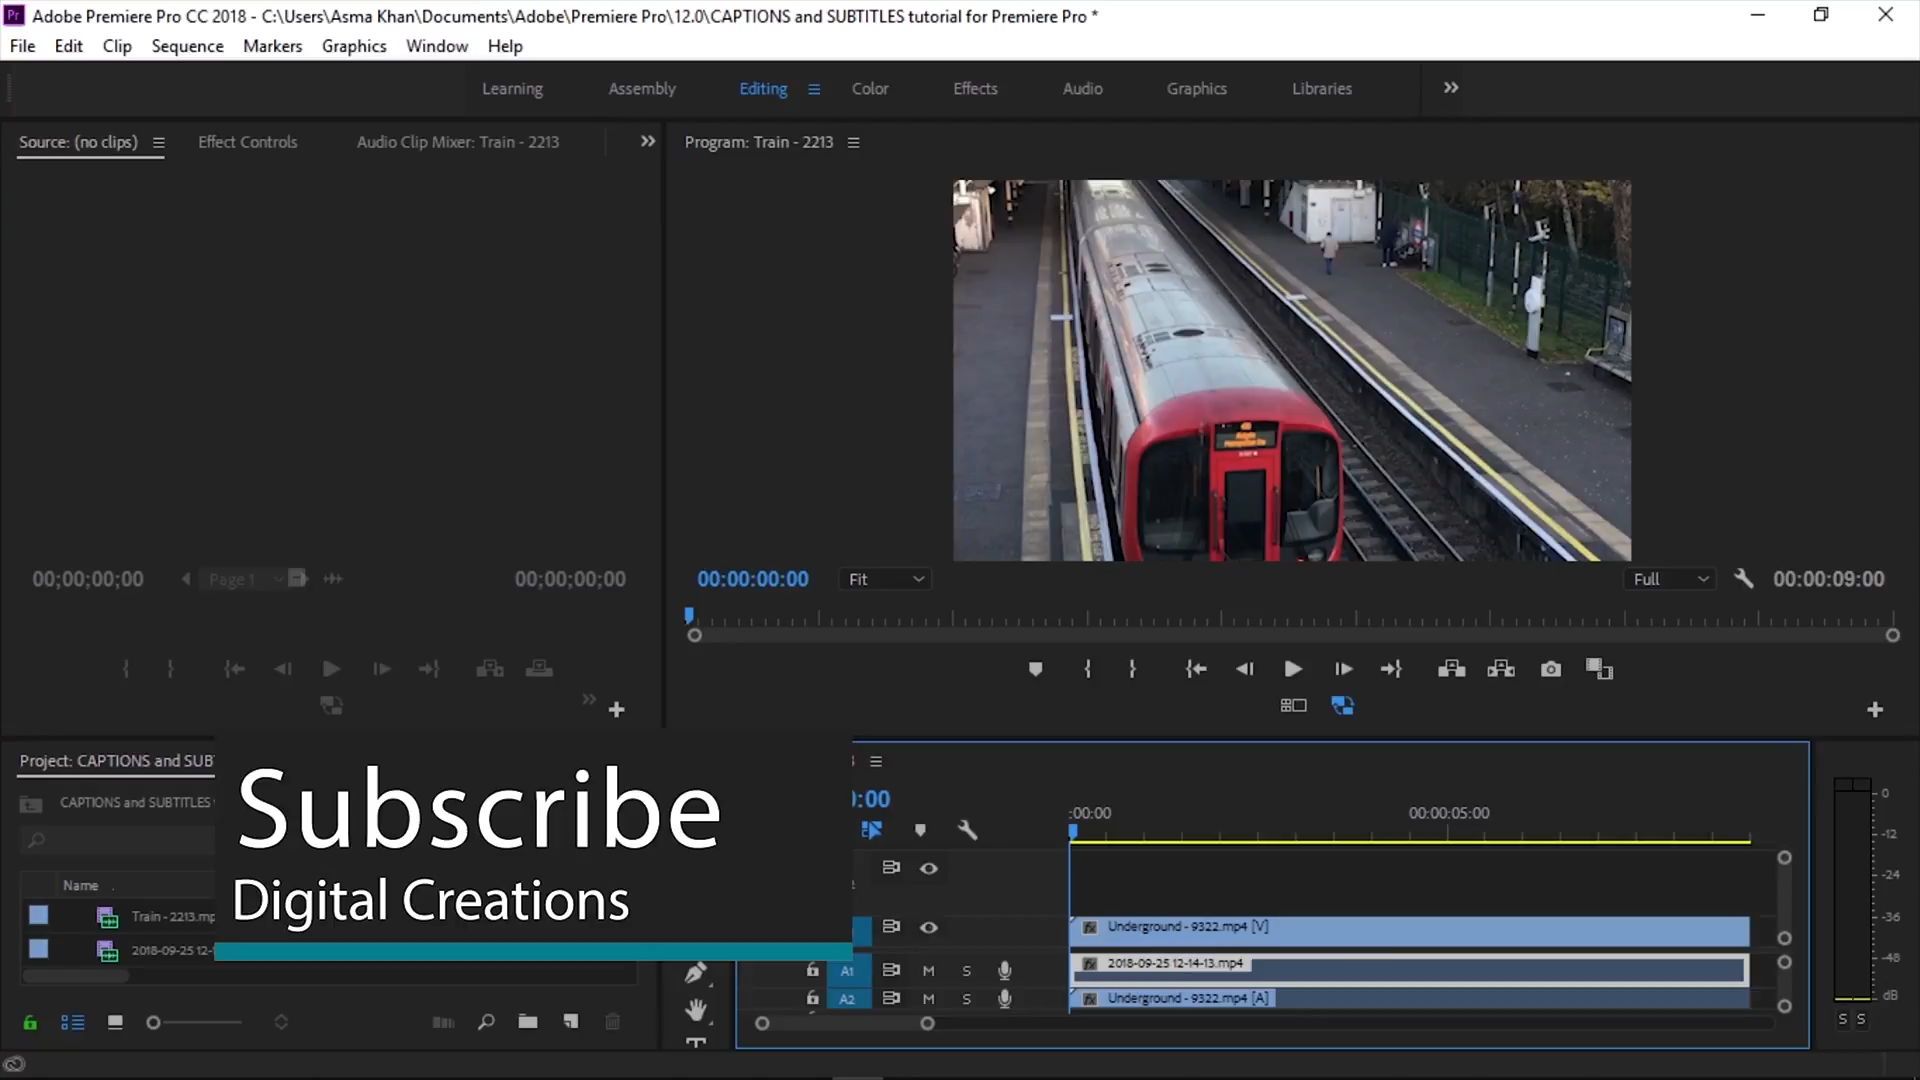 Adobe Premiere Pro CC 2018 - C:\Users\Asma Khan\Documents\Adobe\Premiere Pro\12.0\CAPTIONS and SUBTITLES tutorial for Premiere Pro *
File Edit Clip Sequence Markers Graphics Window Help
Learning Assembly Editing Color Effects Audio Graphics Libraries
Source: (no clips) Effect Controls Audio Clip Mixer: Train - 2213
Program: Train - 2213
00;00;00;00 Page 1 00;00;00;00
00:00:00:00 Fit Full 00:00:09:00
Project: CAPTIONS and SUBT
CAPTIONS and SUBTITLES
Subscribe
Digital Creations
Name
Train - 2213.mp
2018-09-25 12-
:00
:00:00 00:00:05:00
Underground - 9322.mp4 [V]
A1 M S 2018-09-25 12-14-13.mp4
A2 M S Underground - 9322.mp4 [A]
0
-12
-24
-36
-48
dB
S S